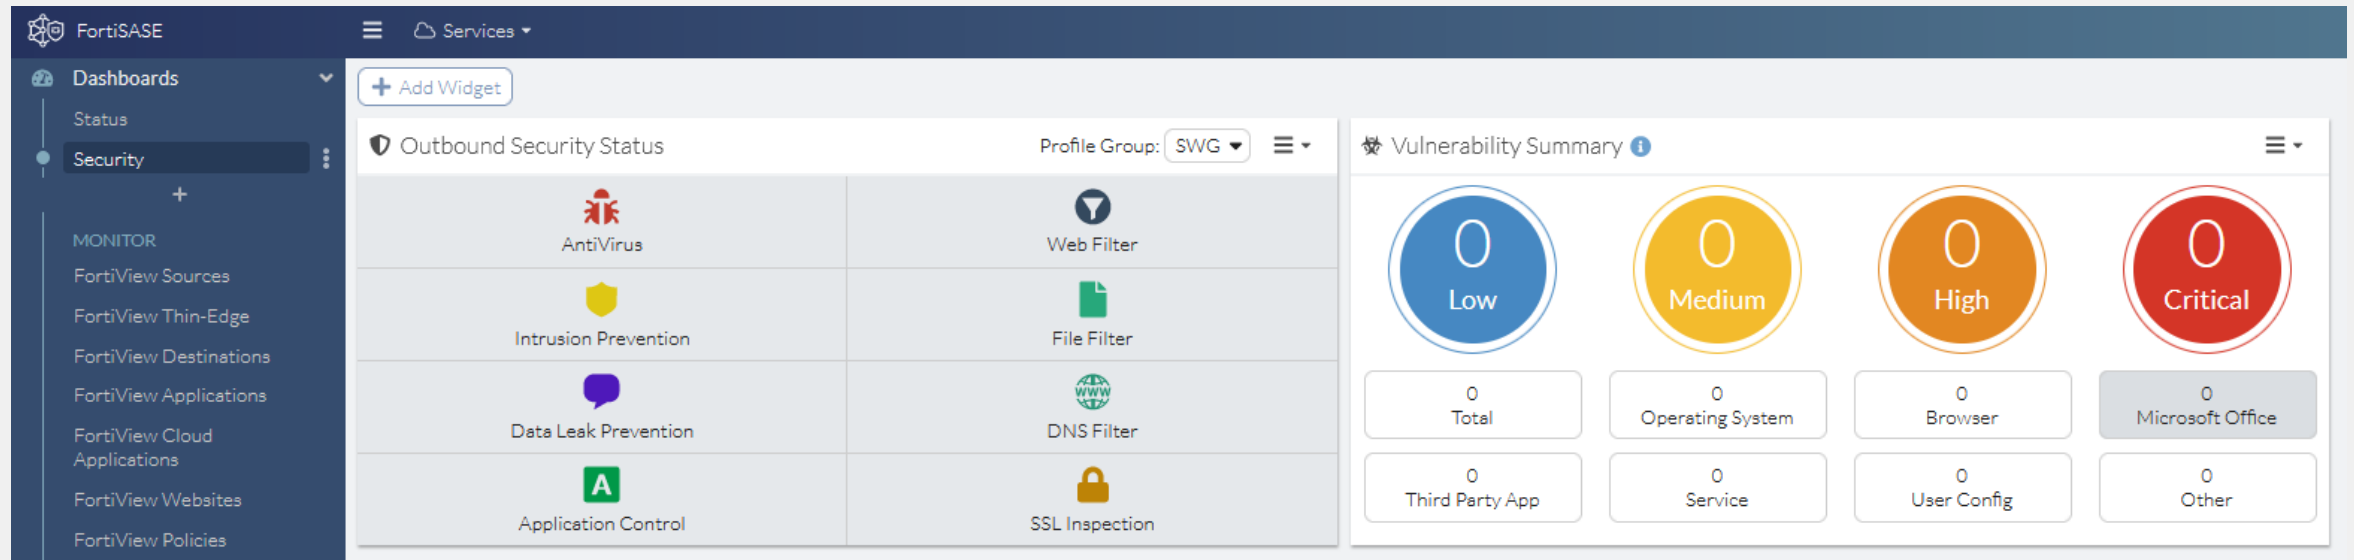 FortiSASE
Services
Dashboards
Status
Security
MONITOR
FortiView Sources
FortiView Thin-Edge
FortiView Destinations
FortiView Applications
FortiView Cloud
Applications
FortiView Websites
FortiView Policies
+ Add Widget
Outbound Security Status
Profile Group: SWG
AntiVirus
Web Filter
Intrusion Prevention
File Filter
Data Leak Prevention
WWW
DNS Filter
A
Application Control
SSL Inspection
Vulnerability Summary
0
Low
0
Medium
0
High
0
Critical
0
Total
0
Operating System
0
Browser
0
Microsoft Office
0
Third Party App
0
Service
0
User Config
0
Other